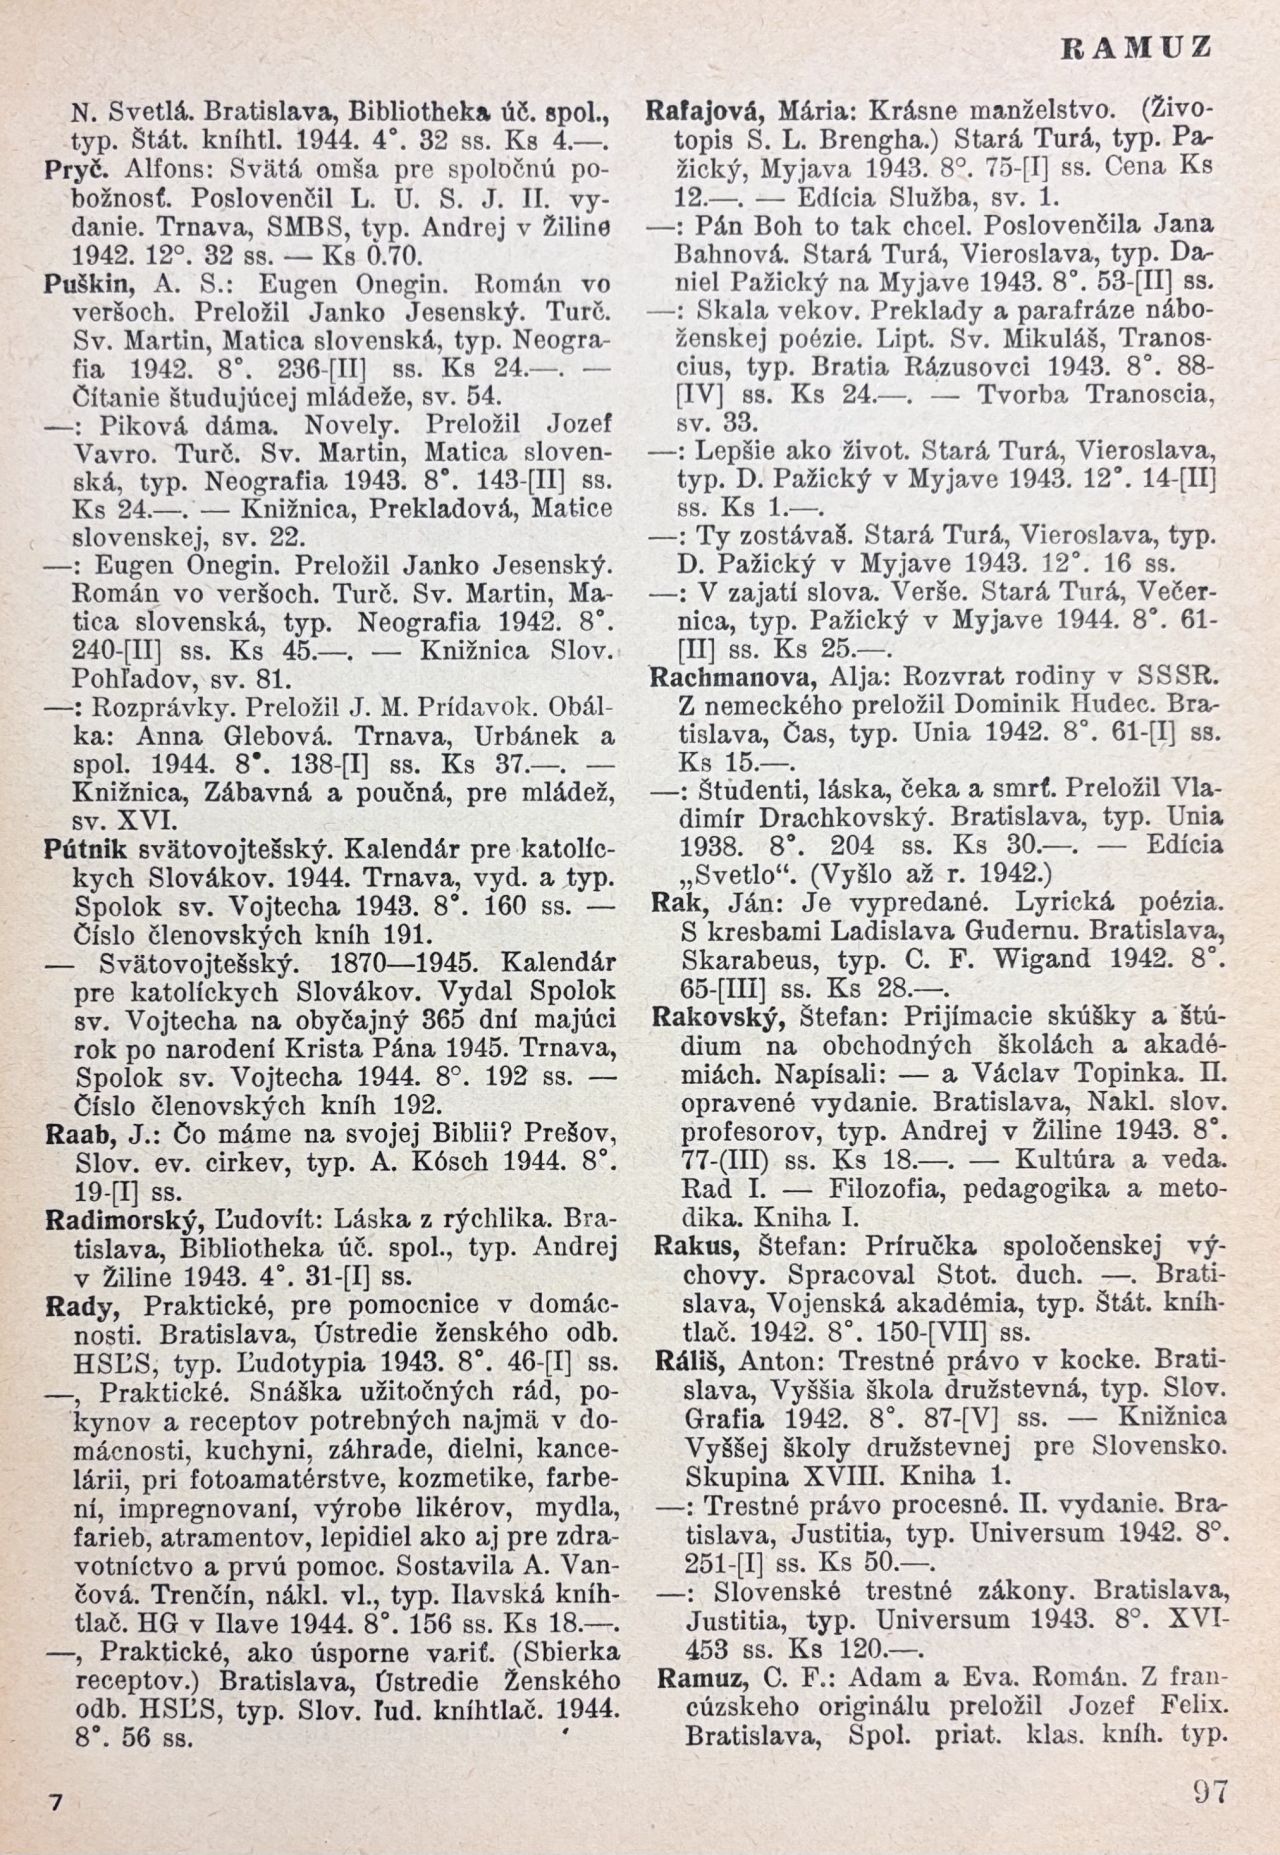 RAMUZ
N. Svetlá. Bratislava, Bibliotheka úč. spol.,
typ. Štát. kníhtl. 1944. 4°. 32 ss. Ks 4.—.
Pryč. Alfons: Svätá omša pre spoločnú po-
božnosť. Poslovenčil L. U. S. J. II. vy-
danie. Trnava, SMBS, typ. Andrej v Žiline
1942. 12°. 32 ss. — Ks 0.70.
Puškin, A. S.: Eugen Onegin. Román vo
veršoch. Preložil Janko Jesenský. Turč.
Sv. Martin, Matica slovenská, typ. Neogra-
fia 1942. 8°. 236-[II] ss. Ks 24.—. —
Čítanie študujúcej mládeže, sv. 54.
—: Piková dáma. Novely. Preložil Jozef
Vavro. Turč. Sv. Martin, Matica sloven-
ská, typ. Neografia 1943. 8°. 143-[II] ss.
Ks 24.—. — Knižnica, Prekladová, Matice
slovenskej, sv. 22.
—: Eugen Onegin. Preložil Janko Jesenský.
Román vo veršoch. Turč. Sv. Martin, Ma-
tica slovenská, typ. Neografia 1942. 8°.
240-[II] ss. Ks 45.—. — Knižnica Slov.
Pohľadov, sv. 81.
—: Rozprávky. Preložil J. M. Prídavok. Obál-
ka: Anna Glebová. Trnava, Urbánek a
spol. 1944. 8°. 138-[I] ss. Ks 37.—. —
Knižnica, Zábavná a poučná, pre mládež,
sv. XVI.
Pútnik svätovojtešský. Kalendár pre katolíc-
kych Slovákov. 1944. Trnava, vyd. a typ.
Spolok sv. Vojtecha 1943. 8°. 160 ss. —
Číslo členovských kníh 191.
— Svätovojtešský. 1870—1945. Kalendár
pre katolíckych Slovákov. Vydal Spolok
sv. Vojtecha na obyčajný 365 dní majúci
rok po narodení Krista Pána 1945. Trnava,
Spolok sv. Vojtecha 1944. 8°. 192 ss. —
Číslo členovských kníh 192.
Raab, J.: Čo máme na svojej Biblii? Prešov,
Slov. ev. cirkev, typ. A. Kósch 1944. 8°.
19-[I] ss.
Radimorský, Ľudovít: Láska z rýchlika. Bra-
tislava, Bibliotheka úč. spol., typ. Andrej
v Žiline 1943. 4°. 31-[I] ss.
Rady, Praktické, pre pomocnice v domác-
nosti. Bratislava, Ústredie ženského odb.
HSĽS, typ. Ľudotypia 1943. 8°. 46-[I] ss.
—, Praktické. Snáška užitočných rád, po-
kynov a receptov potrebných najmä v do-
mácnosti, kuchyni, záhrade, dielni, kance-
lárii, pri fotoamatérstve, kozmetike, farbe-
ní, impregnovaní, výrobe likérov, mydla,
farieb, atramentov, lepidiel ako aj pre zdra-
votníctvo a prvú pomoc. Sostavila A. Van-
čová. Trenčín, nákl. vl., typ. Ilavská kníh-
tlač. HG v Ilave 1944. 8°. 156 ss. Ks 18.—.
—, Praktické, ako úsporne variť. (Sbierka
receptov.) Bratislava, Ústredie Ženského
odb. HSĽS, typ. Slov. ľud. kníhtlač. 1944.
8°. 56 ss.
Rafajová, Mária: Krásne manželstvo. (Živo-
topis S. L. Brengha.) Stará Turá, typ. Pa-
žický, Myjava 1943. 8°. 75-[I] ss. Cena Ks
12.—. — Edícia Služba, sv. 1.
—: Pán Boh to tak chcel. Poslovenčila Jana
Bahnová. Stará Turá, Vieroslava, typ. Da-
niel Pažický na Myjave 1943. 8°. 53-[II] ss.
—: Skala vekov. Preklady a parafráze nábo-
ženskej poézie. Lipt. Sv. Mikuláš, Tranos-
cius, typ. Bratia Rázusovci 1943. 8°. 88-
[IV] ss. Ks 24.—. — Tvorba Tranoscia,
sv. 33.
—: Lepšie ako život. Stará Turá, Vieroslava,
typ. D. Pažický v Myjave 1943. 12°. 14-[II]
ss. Ks 1.—.
—: Ty zostávaš. Stará Turá, Vieroslava, typ.
D. Pažický v Myjave 1943. 12°. 16 ss.
—: V zajatí slova. Verše. Stará Turá, Večer-
nica, typ. Pažický v Myjave 1944. 8°. 61-
[II] ss. Ks 25.—.
Rachmanova, Alja: Rozvrat rodiny v SSSR.
Z nemeckého preložil Dominik Hudec. Bra-
tislava, Čas, typ. Unia 1942. 8°. 61-[I] ss.
Ks 15.—.
—: Študenti, láska, čeka a smrť. Preložil Vla-
dimír Drachkovský. Bratislava, typ. Unia
1938. 8°. 204 ss. Ks 30.—. — Edícia
„Svetlo“. (Vyšlo až r. 1942.)
Rak, Ján: Je vypredané. Lyrická poézia.
S kresbami Ladislava Gudernu. Bratislava,
Skarabeus, typ. C. F. Wigand 1942. 8°.
65-[III] ss. Ks 28.—.
Rakovský, Štefan: Prijímacie skúšky a štú-
dium na obchodných školách a akadé-
miách. Napísali: — a Václav Topinka. II.
opravené vydanie. Bratislava, Nakl. slov.
profesorov, typ. Andrej v Žiline 1943. 8°.
77-(III) ss. Ks 18.—. — Kultúra a veda.
Rad I. — Filozofia, pedagogika a meto-
dika. Kniha I.
Rakus, Štefan: Príručka spoločenskej vý-
chovy. Spracoval Stot. duch. —. Brati-
slava, Vojenská akadémia, typ. Štát. kníh-
tlač. 1942. 8°. 150-[VII] ss.
Ráliš, Anton: Trestné právo v kocke. Brati-
slava, Vyššia škola družstevná, typ. Slov.
Grafia 1942. 8°. 87-[V] ss. — Knižnica
Vyššej školy družstevnej pre Slovensko.
Skupina XVIII. Kniha 1.
—: Trestné právo procesné. II. vydanie. Bra-
tislava, Justitia, typ. Universum 1942. 8°.
251-[I] ss. Ks 50.—.
—: Slovenské trestné zákony. Bratislava,
Justitia, typ. Universum 1943. 8°. XVI-
453 ss. Ks 120.—.
Ramuz, C. F.: Adam a Eva. Román. Z fran-
cúzskeho originálu preložil Jozef Felix.
Bratislava, Spol. priat. klas. kníh. typ.
7
97